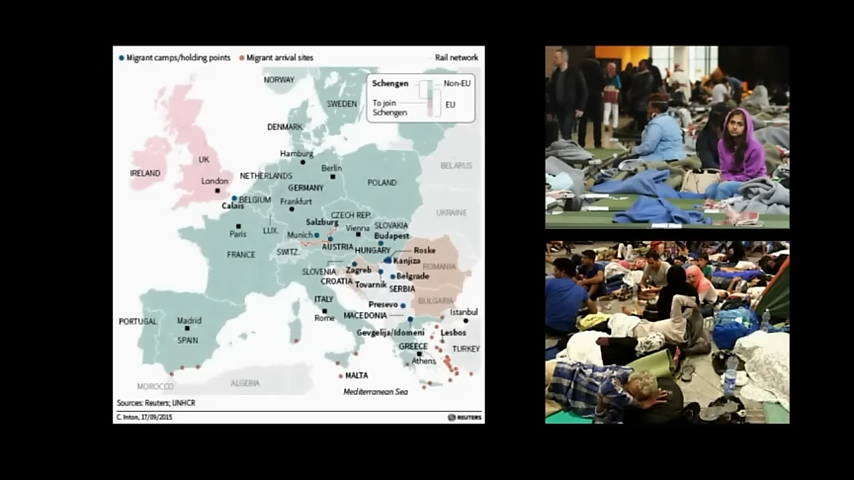 Migrant camps/holding points
Migrant arrival sites
Rail network
Schengen
Non-EU
To join
Schengen
EU
NORWAY
SWEDEN
DENMARK
Hamburg
Berlin
BELARUS
UK
IRELAND
London
NETHERLANDS
GERMANY
POLAND
Calais
BELGIUM
Frankfurt
UKRAINE
CZECH REP.
Salzburg
LUX.
Munich
Vienna
SLOVAKIA
Paris
Budapest
AUSTRIA
FRANCE
SWITZ.
HUNGARY
Roske
Kanjiza
ROMANIA
SLOVENIA
Zagreb
Belgrade
CROATIA
Tovarnik
SERBIA
ITALY
Presevo
BULGARIA
Rome
MACEDONIA
Istanbul
PORTUGAL
Madrid
SPAIN
Gevgelija/Idomeni
Lesbos
GREECE
TURKEY
Athens
MALTA
MOROCCO
ALGERIA
Mediterranean Sea
Sources: Reuters; UNHCR
C. Inton, 17/09/2015
REUTERS